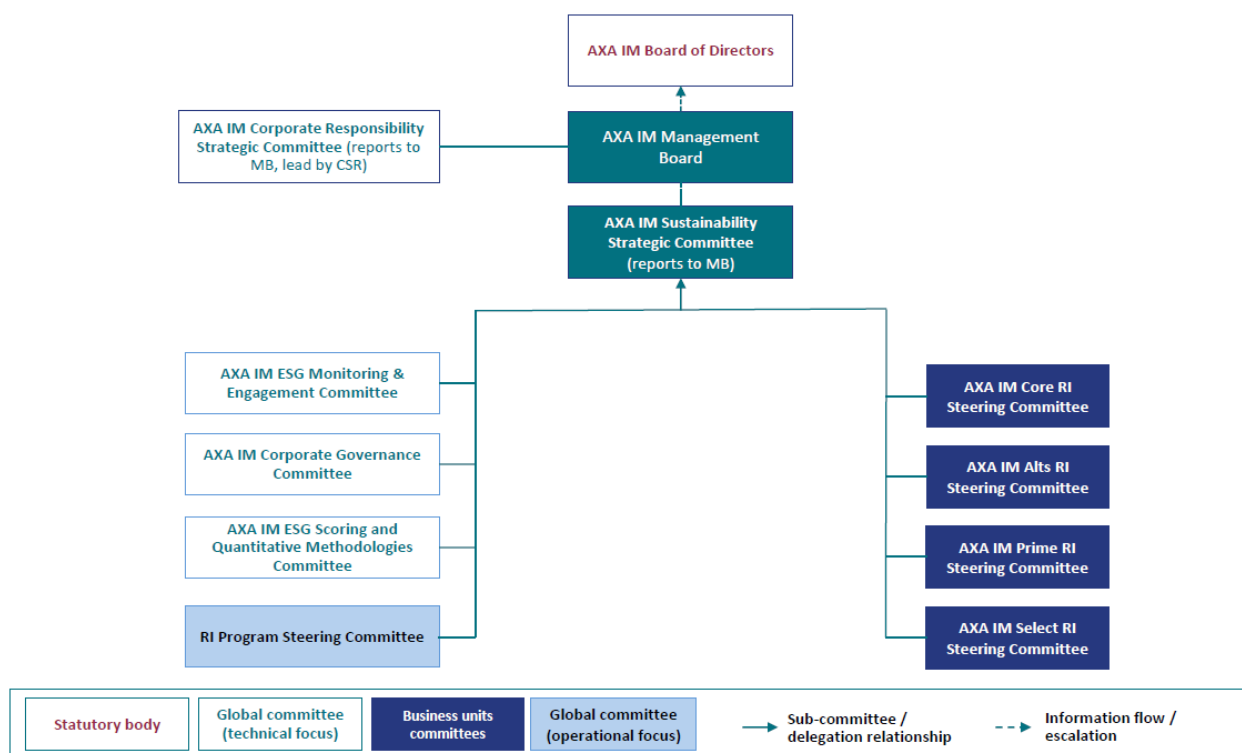 AXA IM Board of Directors
AXA IM Corporate Responsibility
Strategic Committee (reports to
MB, lead by CSR)
AXA IM Management
Board
AXA IM Sustainability
Strategic Committee
(reports to MB)
AXA IM ESG Monitoring &
Engagement Committee
AXA IM Corporate Governance
Committee
AXA IM ESG Scoring and
Quantitative Methodologies
Committee
RI Program Steering Committee
AXA IM Core RI
Steering Committee
AXA IM Alts RI
Steering Committee
AXA IM Prime RI
Steering Committee
AXA IM Select RI
Steering Committee
Statutory body
Global committee
(technical focus)
Business units
committees
Global committee
(operational focus)
Sub-committee /
delegation relationship
Information flow /
escalation